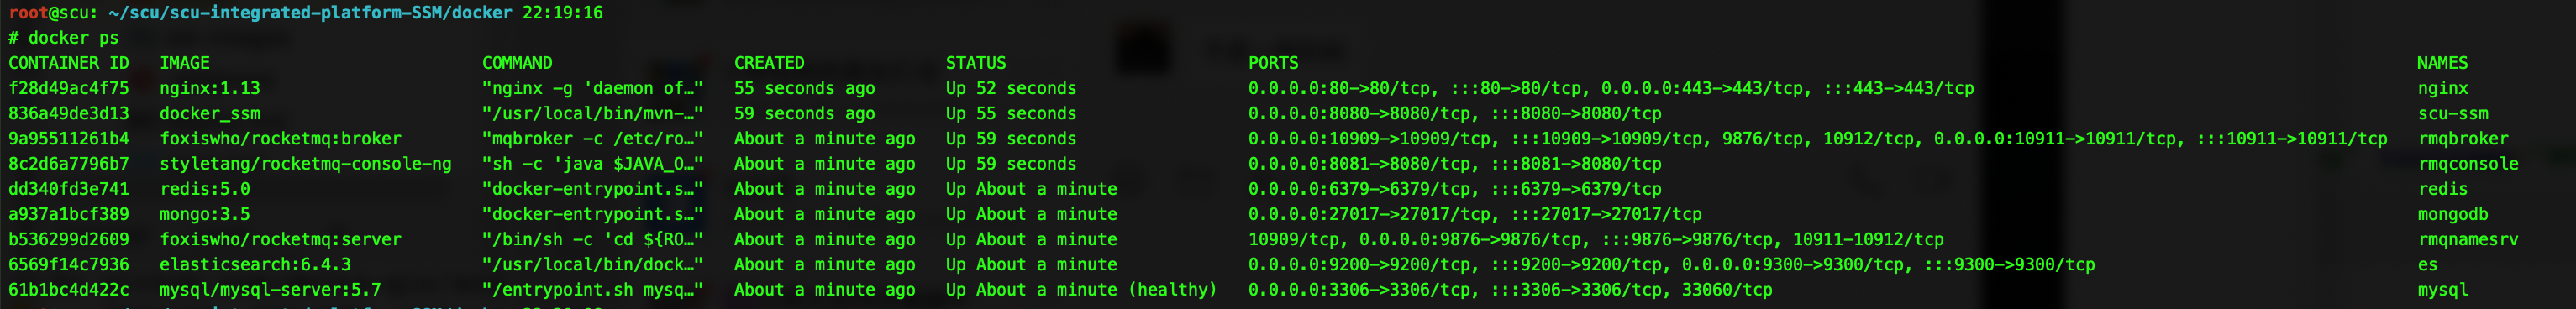 root@scu: ~/scu/scu-integrated-platform-SSM/docker 22:19:16
# docker ps
CONTAINER ID   IMAGE                           COMMAND                  CREATED              STATUS                        PORTS                                                                                                             NAMES
f28d49ac4f75   nginx:1.13                      "nginx -g 'daemon of…"   55 seconds ago       Up 52 seconds                 0.0.0.0:80->80/tcp, :::80->80/tcp, 0.0.0.0:443->443/tcp, :::443->443/tcp                                          nginx
836a49de3d13   docker_ssm                      "/usr/local/bin/mvn-…"   59 seconds ago       Up 55 seconds                 0.0.0.0:8080->8080/tcp, :::8080->8080/tcp                                                                         scu-ssm
9a95511261b4   foxiswho/rocketmq:broker        "mqbroker -c /etc/ro…"   About a minute ago   Up 59 seconds                 0.0.0.0:10909->10909/tcp, :::10909->10909/tcp, 9876/tcp, 10912/tcp, 0.0.0.0:10911->10911/tcp, :::10911->10911/tcp   rmqbroker
8c2d6a7796b7   styletang/rocketmq-console-ng   "sh -c 'java $JAVA_O…"   About a minute ago   Up 59 seconds                 0.0.0.0:8081->8080/tcp, :::8081->8080/tcp                                                                         rmqconsole
dd340fd3e741   redis:5.0                       "docker-entrypoint.s…"   About a minute ago   Up About a minute             0.0.0.0:6379->6379/tcp, :::6379->6379/tcp                                                                         redis
a937a1bcf389   mongo:3.5                       "docker-entrypoint.s…"   About a minute ago   Up About a minute             0.0.0.0:27017->27017/tcp, :::27017->27017/tcp                                                                     mongodb
b536299d2609   foxiswho/rocketmq:server        "/bin/sh -c 'cd ${RO…"   About a minute ago   Up About a minute             10909/tcp, 0.0.0.0:9876->9876/tcp, :::9876->9876/tcp, 10911-10912/tcp                                             rmqnamesrv
6569f14c7936   elasticsearch:6.4.3             "/usr/local/bin/dock…"   About a minute ago   Up About a minute             0.0.0.0:9200->9200/tcp, :::9200->9200/tcp, 0.0.0.0:9300->9300/tcp, :::9300->9300/tcp                              es
61b1bc4d422c   mysql/mysql-server:5.7          "/entrypoint.sh mysq…"   About a minute ago   Up About a minute (healthy)   0.0.0.0:3306->3306/tcp, :::3306->3306/tcp, 33060/tcp                                                              mysql